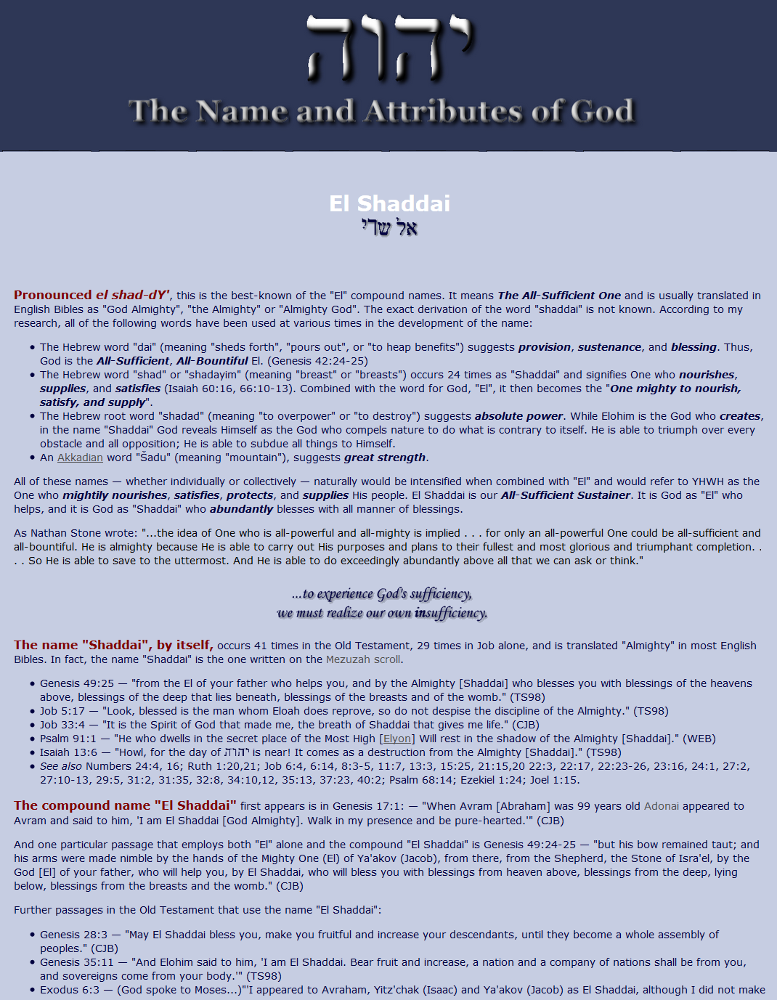 יהוה
The Name and Attributes of God
El Shaddai
אל שדי
Pronounced el shad-dY', this is the best-known of the "El" compound names. It means The All-Sufficient One and is usually translated in
English Bibles as "God Almighty", "the Almighty" or "Almighty God". The exact derivation of the word "shaddai" is not known. According to my
research, all of the following words have been used at various times in the development of the name:
• The Hebrew word "dai" (meaning "sheds forth", "pours out", or "to heap benefits") suggests provision, sustenance, and blessing. Thus,
God is the All-Sufficient, All-Bountiful El. (Genesis 42:24-25)
• The Hebrew word "shad" or "shadayim" (meaning "breast" or "breasts") occurs 24 times as "Shaddai" and signifies One who nourishes,
supplies, and satisfies (Isaiah 60:16, 66:10-13). Combined with the word for God, "El", it then becomes the "One mighty to nourish,
satisfy, and supply".
• The Hebrew root word "shadad" (meaning "to overpower" or "to destroy") suggests absolute power. While Elohim is the God who creates,
in the name "Shaddai" God reveals Himself as the God who compels nature to do what is contrary to itself. He is able to triumph over every
obstacle and all opposition; He is able to subdue all things to Himself.
• An Akkadian word "Šadu" (meaning "mountain"), suggests great strength.
All of these names — whether individually or collectively — naturally would be intensified when combined with "El" and would refer to YHWH as the
One who mightily nourishes, satisfies, protects, and supplies His people. El Shaddai is our All-Sufficient Sustainer. It is God as "El" who
helps, and it is God as "Shaddai" who abundantly blesses with all manner of blessings.
As Nathan Stone wrote: "...the idea of One who is all-powerful and all-mighty is implied . . . for only an all-powerful One could be all-sufficient and
all-bountiful. He is almighty because He is able to carry out His purposes and plans to their fullest and most glorious and triumphant completion. .
. . So He is able to save to the uttermost. And He is able to do exceedingly abundantly above all that we can ask or think."
...to experience God's sufficiency,
we must realize our own insufficiency.
The name "Shaddai", by itself, occurs 41 times in the Old Testament, 29 times in Job alone, and is translated "Almighty" in most English
Bibles. In fact, the name "Shaddai" is the one written on the Mezuzah scroll.
• Genesis 49:25 — "from the El of your father who helps you, and by the Almighty [Shaddai] who blesses you with blessings of the heavens
above, blessings of the deep that lies beneath, blessings of the breasts and of the womb." (TS98)
• Job 5:17 — "Look, blessed is the man whom Eloah does reprove, so do not despise the discipline of the Almighty." (TS98)
• Job 33:4 — "It is the Spirit of God that made me, the breath of Shaddai that gives me life." (CJB)
• Psalm 91:1 — "He who dwells in the secret place of the Most High [Elyon] Will rest in the shadow of the Almighty [Shaddai]." (WEB)
• Isaiah 13:6 — "Howl, for the day of יהוה is near! It comes as a destruction from the Almighty [Shaddai]." (TS98)
• See also Numbers 24:4, 16; Ruth 1:20,21; Job 6:4, 6:14, 8:3-5, 11:7, 13:3, 15:25, 21:15,20 22:3, 22:17, 22:23-26, 23:16, 24:1, 27:2,
27:10-13, 29:5, 31:2, 31:35, 32:8, 34:10,12, 35:13, 37:23, 40:2; Psalm 68:14; Ezekiel 1:24; Joel 1:15.
The compound name "El Shaddai" first appears is in Genesis 17:1: — "When Avram [Abraham] was 99 years old Adonai appeared to
Avram and said to him, 'I am El Shaddai [God Almighty]. Walk in my presence and be pure-hearted.'" (CJB)
And one particular passage that employs both "El" alone and the compound "El Shaddai" is Genesis 49:24-25 — "but his bow remained taut; and
his arms were made nimble by the hands of the Mighty One (El) of Ya'akov (Jacob), from there, from the Shepherd, the Stone of Isra'el, by the
God [El] of your father, who will help you, by El Shaddai, who will bless you with blessings from heaven above, blessings from the deep, lying
below, blessings from the breasts and the womb." (CJB)
Further passages in the Old Testament that use the name "El Shaddai":
• Genesis 28:3 — "May El Shaddai bless you, make you fruitful and increase your descendants, until they become a whole assembly of
peoples." (CJB)
• Genesis 35:11 — "And Elohim said to him, 'I am El Shaddai. Bear fruit and increase, a nation and a company of nations shall be from you,
and sovereigns come from your body.'" (TS98)
• Exodus 6:3 — (God spoke to Moses...)"'I appeared to Avraham, Yitz'chak (Isaac) and Ya'akov (Jacob) as El Shaddai, although I did not make